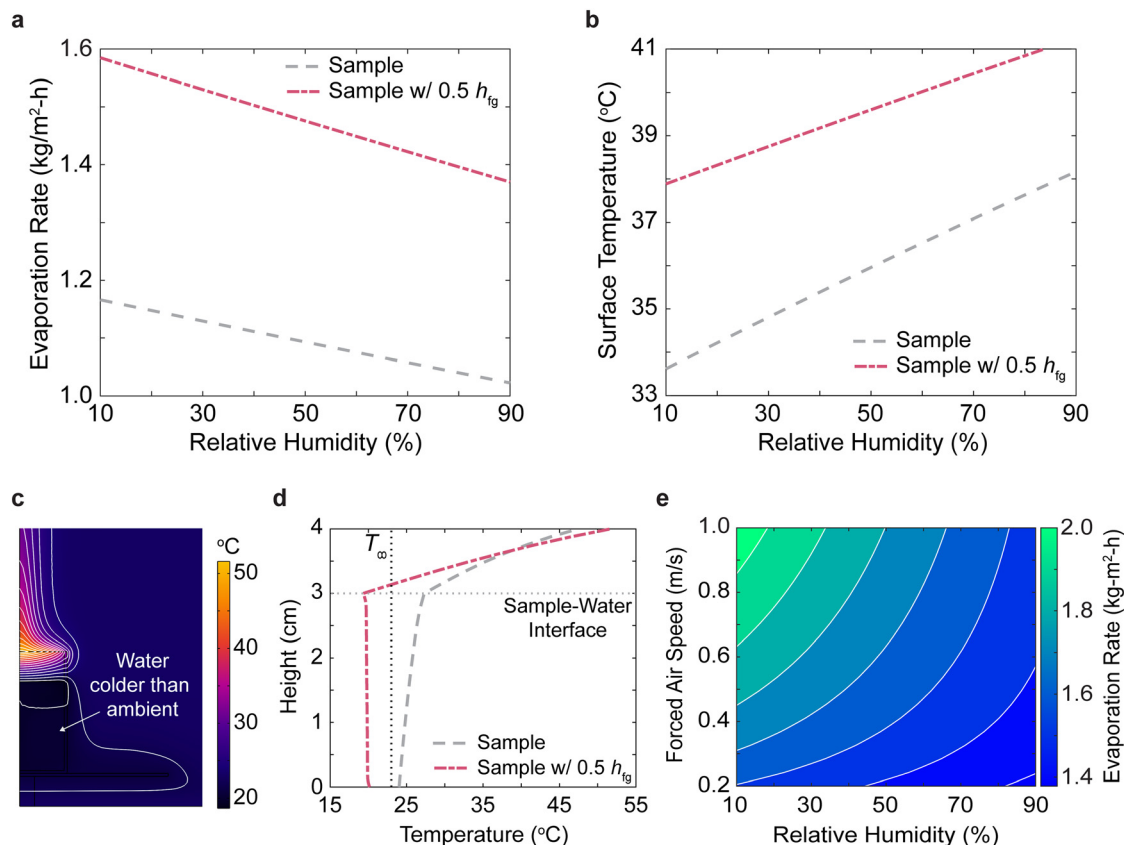 a
1.6
1.4
1.2
1.0
Evaporation Rate (kg/m²-h)
Sample
Sample w/ 0.5 h_fg
10 30 50 70 90
Relative Humidity (%)
b
41
39
37
35
33
Surface Temperature (°C)
Sample
Sample w/ 0.5 h_fg
10 30 50 70 90
Relative Humidity (%)
c
°C
50
40
30
20
Water
colder than
ambient
d
4
3
2
1
0
Height (cm)
T∞
Sample-Water
Interface
Sample
Sample w/ 0.5 h_fg
15 25 35 45 55
Temperature (°C)
e
1.0
0.8
0.6
0.4
0.2
Forced Air Speed (m/s)
10 30 50 70 90
Relative Humidity (%)
2.0
1.8
1.6
1.4
Evaporation Rate (kg-m²-h)